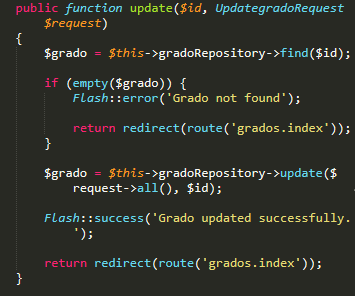 public function update($id, UpdategradoRequest
$request)
{
$grado = $this->gradoRepository->find($id);
if (empty($grado)) {
Flash::error('Grado not found');
return redirect(route('grados.index'));
}
$grado = $this->gradoRepository->update($
request->all(), $id);
Flash::success('Grado updated successfully.
');
return redirect(route('grados.index'));
}